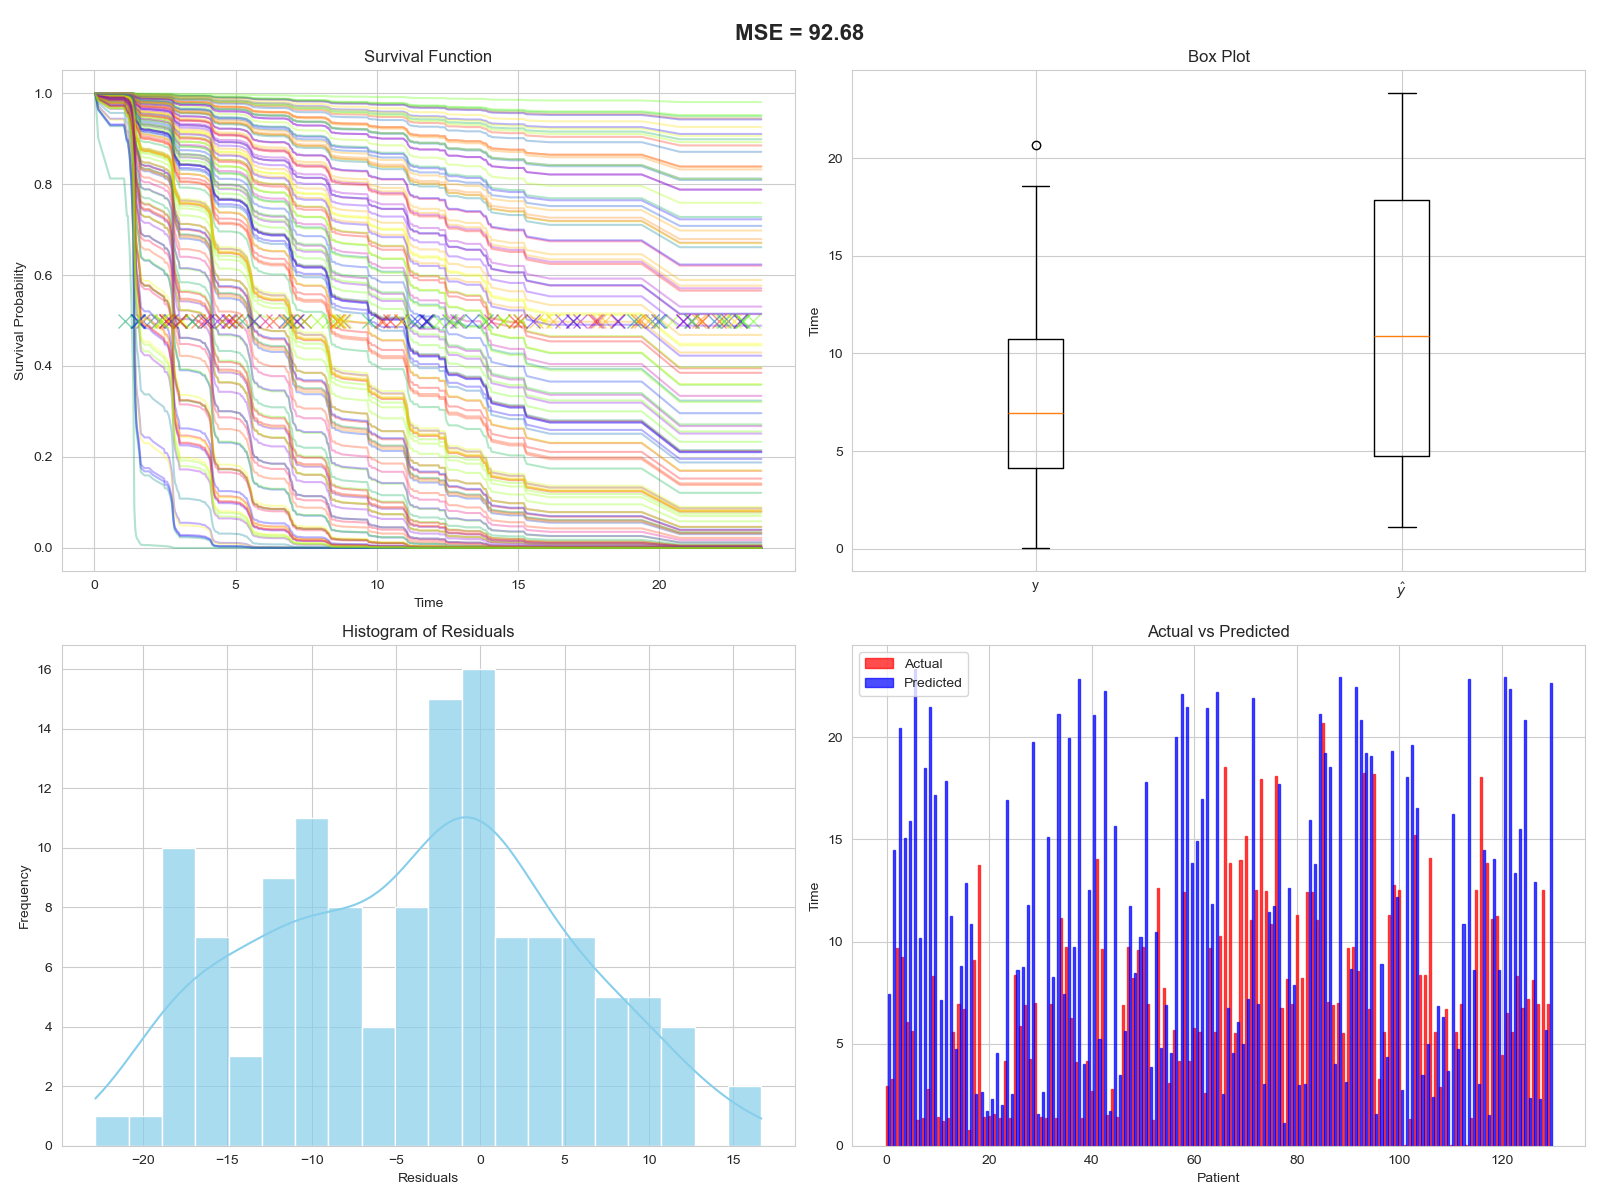 MSE = 92.68
Survival Function
Survival Probability
1.0
0.8
0.6
0.4
0.2
0.0
0 5 10 15 20
Time
Box Plot
Time
20
15
10
5
0
y ŷ
Histogram of Residuals
Frequency
16
14
12
10
8
6
4
2
0
−20 −15 −10 −5 0 5 10 15
Residuals
Actual vs Predicted
Actual
Predicted
Time
20
15
10
5
0
0 20 40 60 80 100 120
Patient